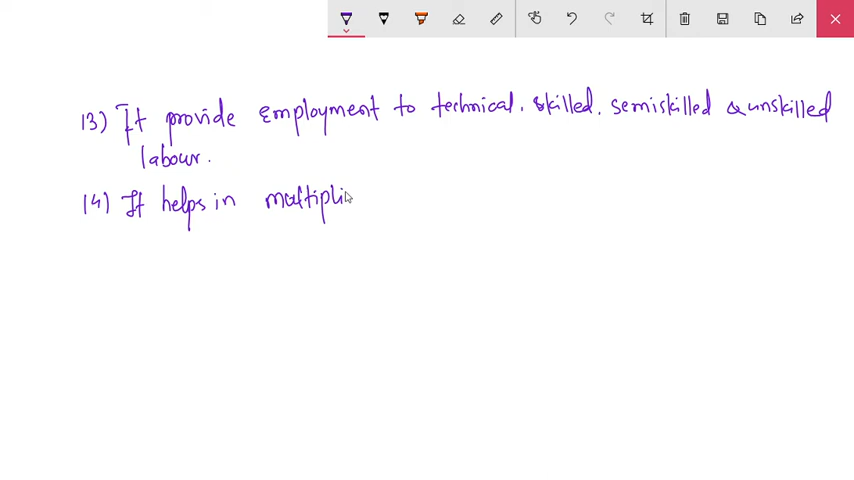 13) It provide employment to technical. skilled. semiskilled & unskilled
labour.
14) It helps in multipli